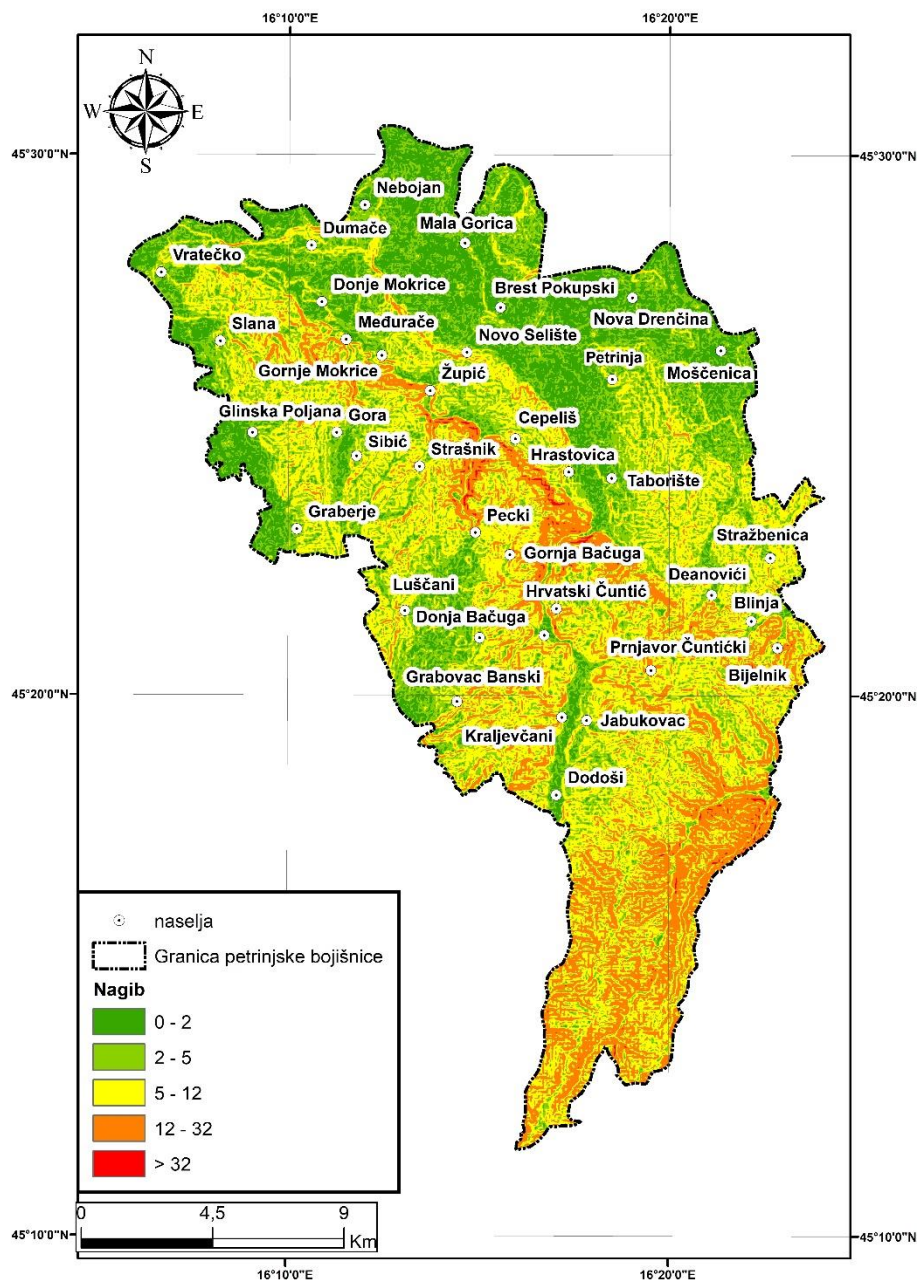 16°10'0"E
16°20'0"E
N
W E
S
45°30'0"N
45°30'0"N
Nebojan
Mala Gorica
Dumače
Vratečko
Donje Mokrice
Brest Pokupski
Nova Drenčina
Slana
Međurače
Novo Selište
Petrinja
Moščenica
Gornje Mokrice
Župić
Glinska Poljana
Gora
Cepeliš
Sibić
Strašnik
Hrastovica
Taborište
Graberje
Pecki
Stražbenica
Gornja Bačuga
Deanovići
Luščani
Hrvatski Čuntić
Blinja
Donja Bačuga
Prnjavor Čuntićki
Grabovac Banski
Bijelnik
45°20'0"N
45°20'0"N
Kraljevčani
Jabukovac
Dodoši
naselja
Granica petrinjske bojišnice
Nagib
0 - 2
2 - 5
5 - 12
12 - 32
> 32
0 4,5 9
Km
45°10'0"N
45°10'0"N
16°10'0"E
16°20'0"E